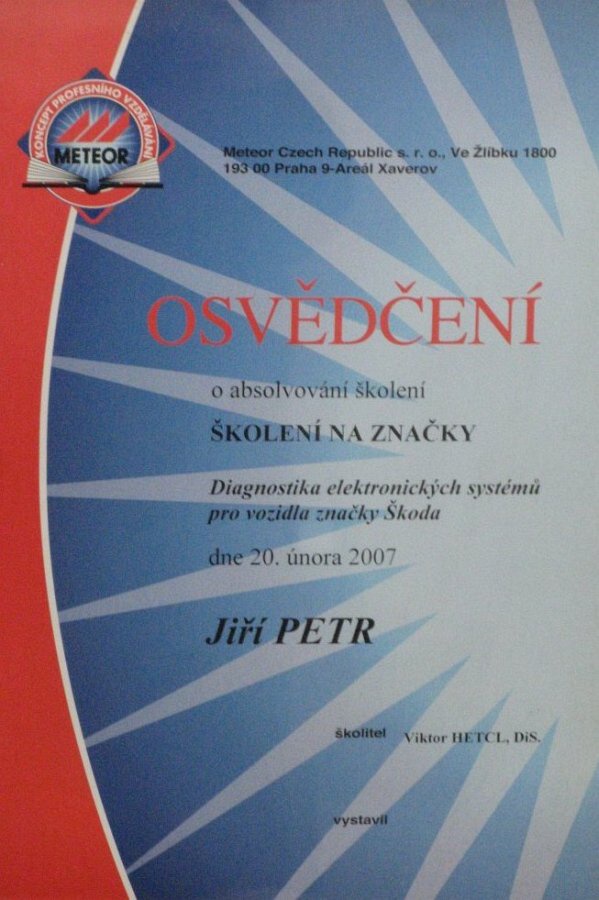 KONCEPT PROFESNÍHO VZDĚLÁVÁNÍ
METEOR
Meteor Czech Republic s. r. o., Ve Žlíbku 1800
193 00 Praha 9-Areál Xaverov
OSVĚDČENÍ
o absolvování školení
ŠKOLENÍ NA ZNAČKY
Diagnostika elektronických systémů
pro vozidla značky Škoda
dne 20. února 2007
Jiří PETR
školitel Viktor HETCL, DiS.
vystavil